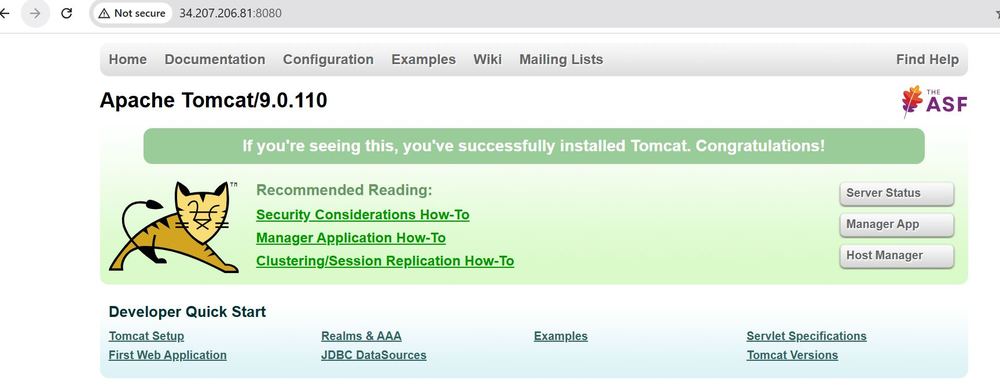 Not secure 34.207.206.81:8080
Home Documentation Configuration Examples Wiki Mailing Lists Find Help
Apache Tomcat/9.0.110
THE
ASF
If you're seeing this, you've successfully installed Tomcat. Congratulations!
TM
Recommended Reading:
Security Considerations How-To
Manager Application How-To
Clustering/Session Replication How-To
Server Status
Manager App
Host Manager
Developer Quick Start
Tomcat Setup Realms & AAA Examples Servlet Specifications
First Web Application JDBC DataSources Tomcat Versions